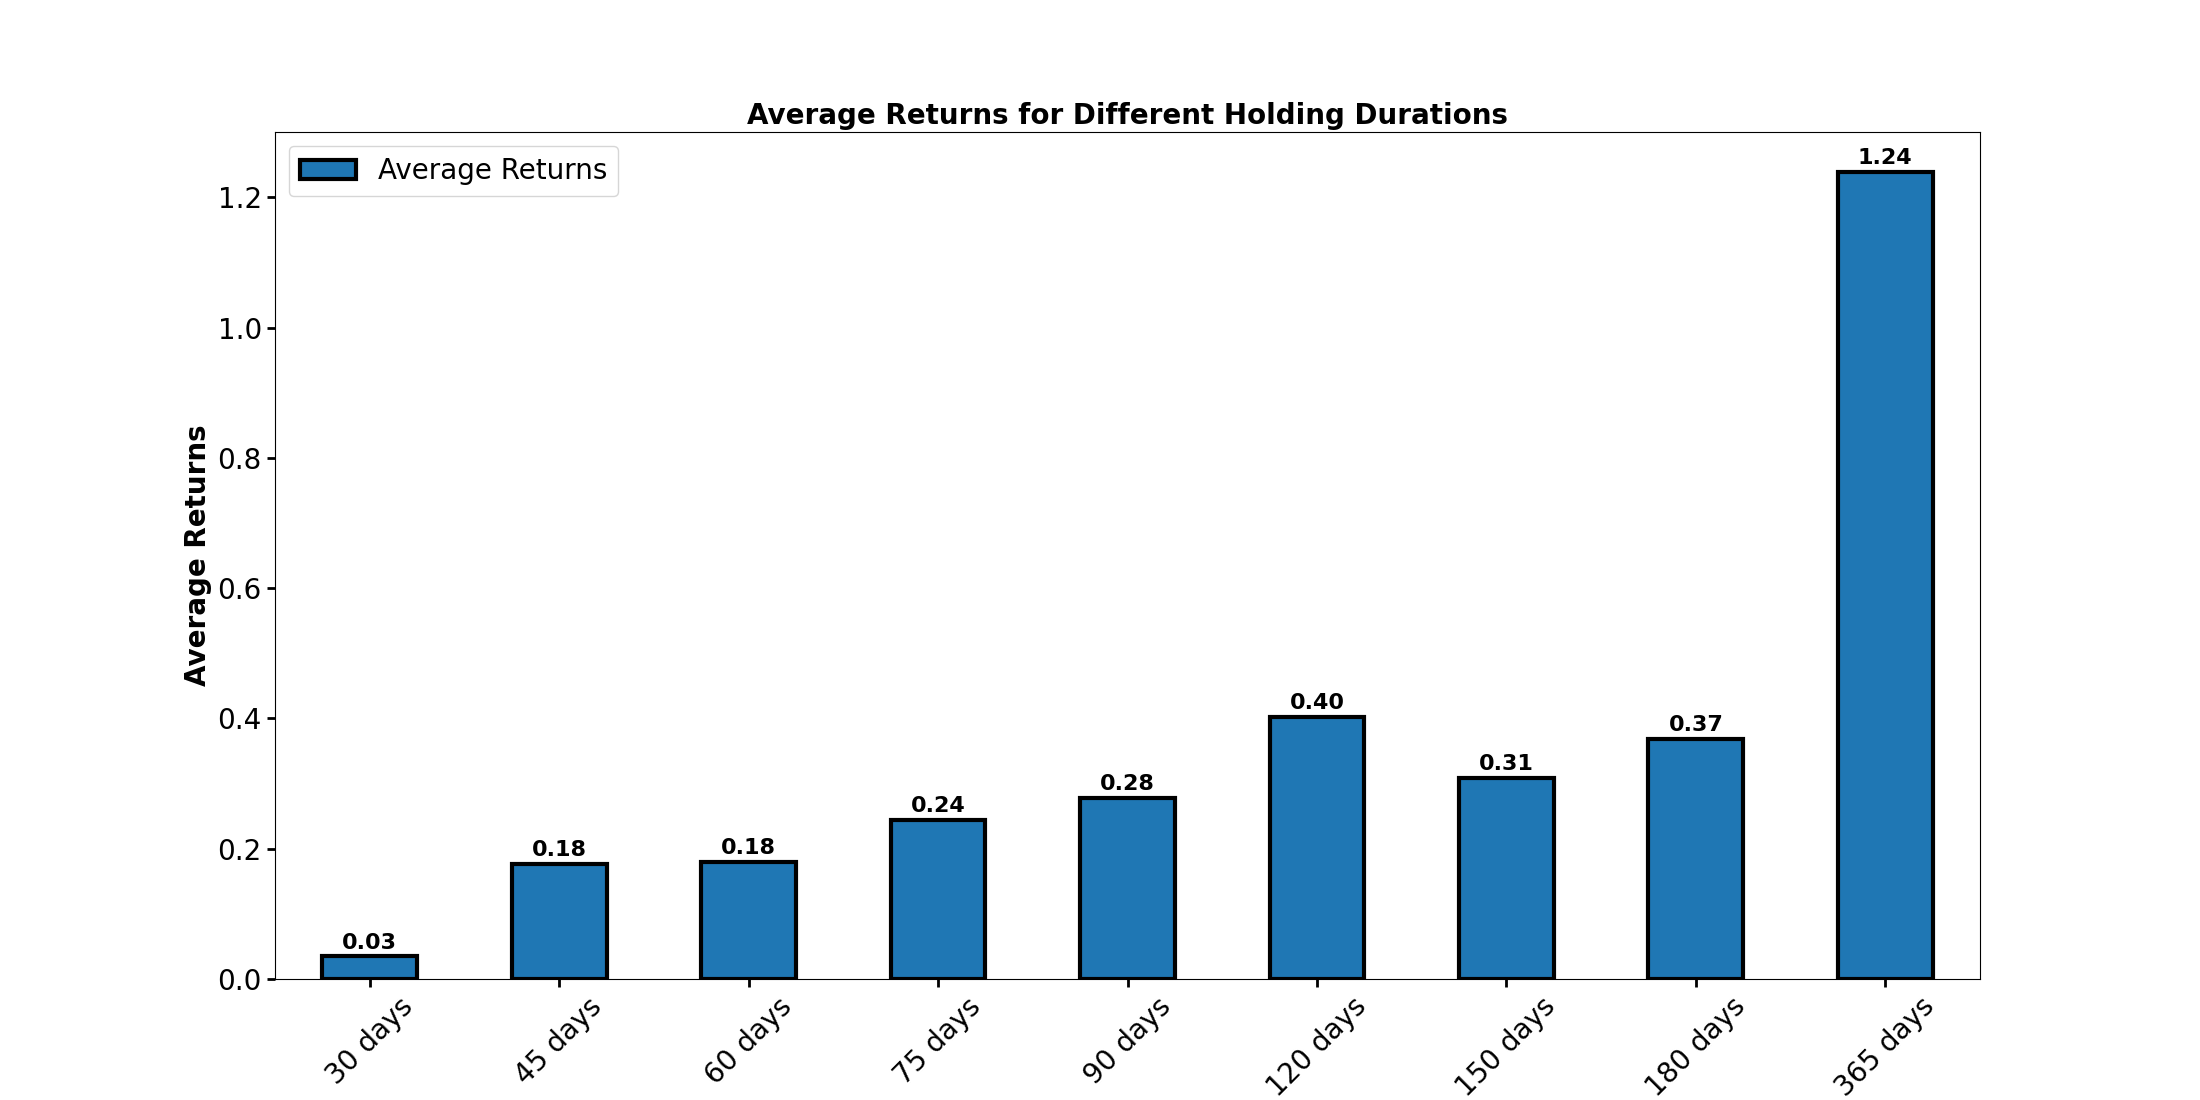 Average Returns for Different Holding Durations
Average Returns
Average Returns
1.2
1.0
0.8
0.6
0.4
0.2
0.0
0.03
0.18
0.18
0.24
0.28
0.40
0.31
0.37
1.24
30 days
45 days
60 days
75 days
90 days
120 days
150 days
180 days
365 days